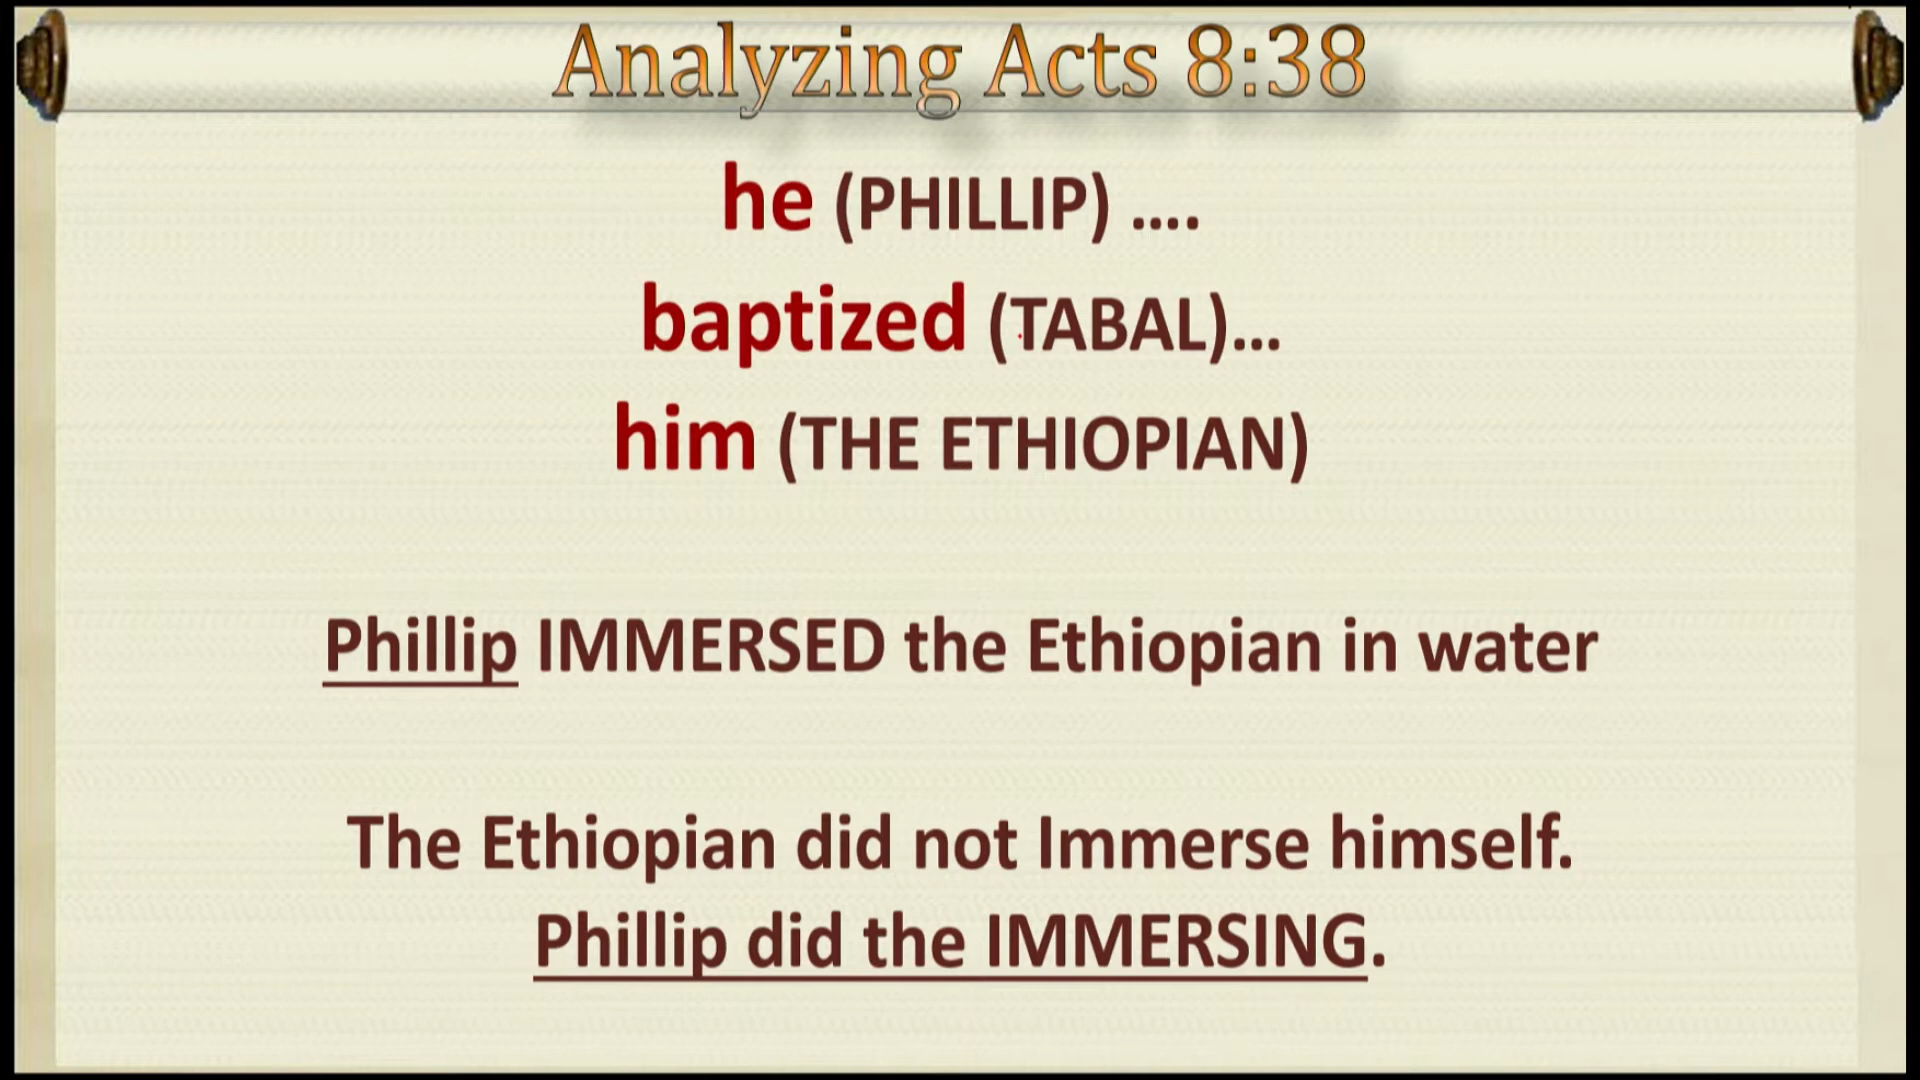 Analyzing Acts 8:38
he (PHILLIP) ....
baptized (TABAL)...
him (THE ETHIOPIAN)
Phillip IMMERSED the Ethiopian in water
The Ethiopian did not Immerse himself.
Phillip did the IMMERSING.